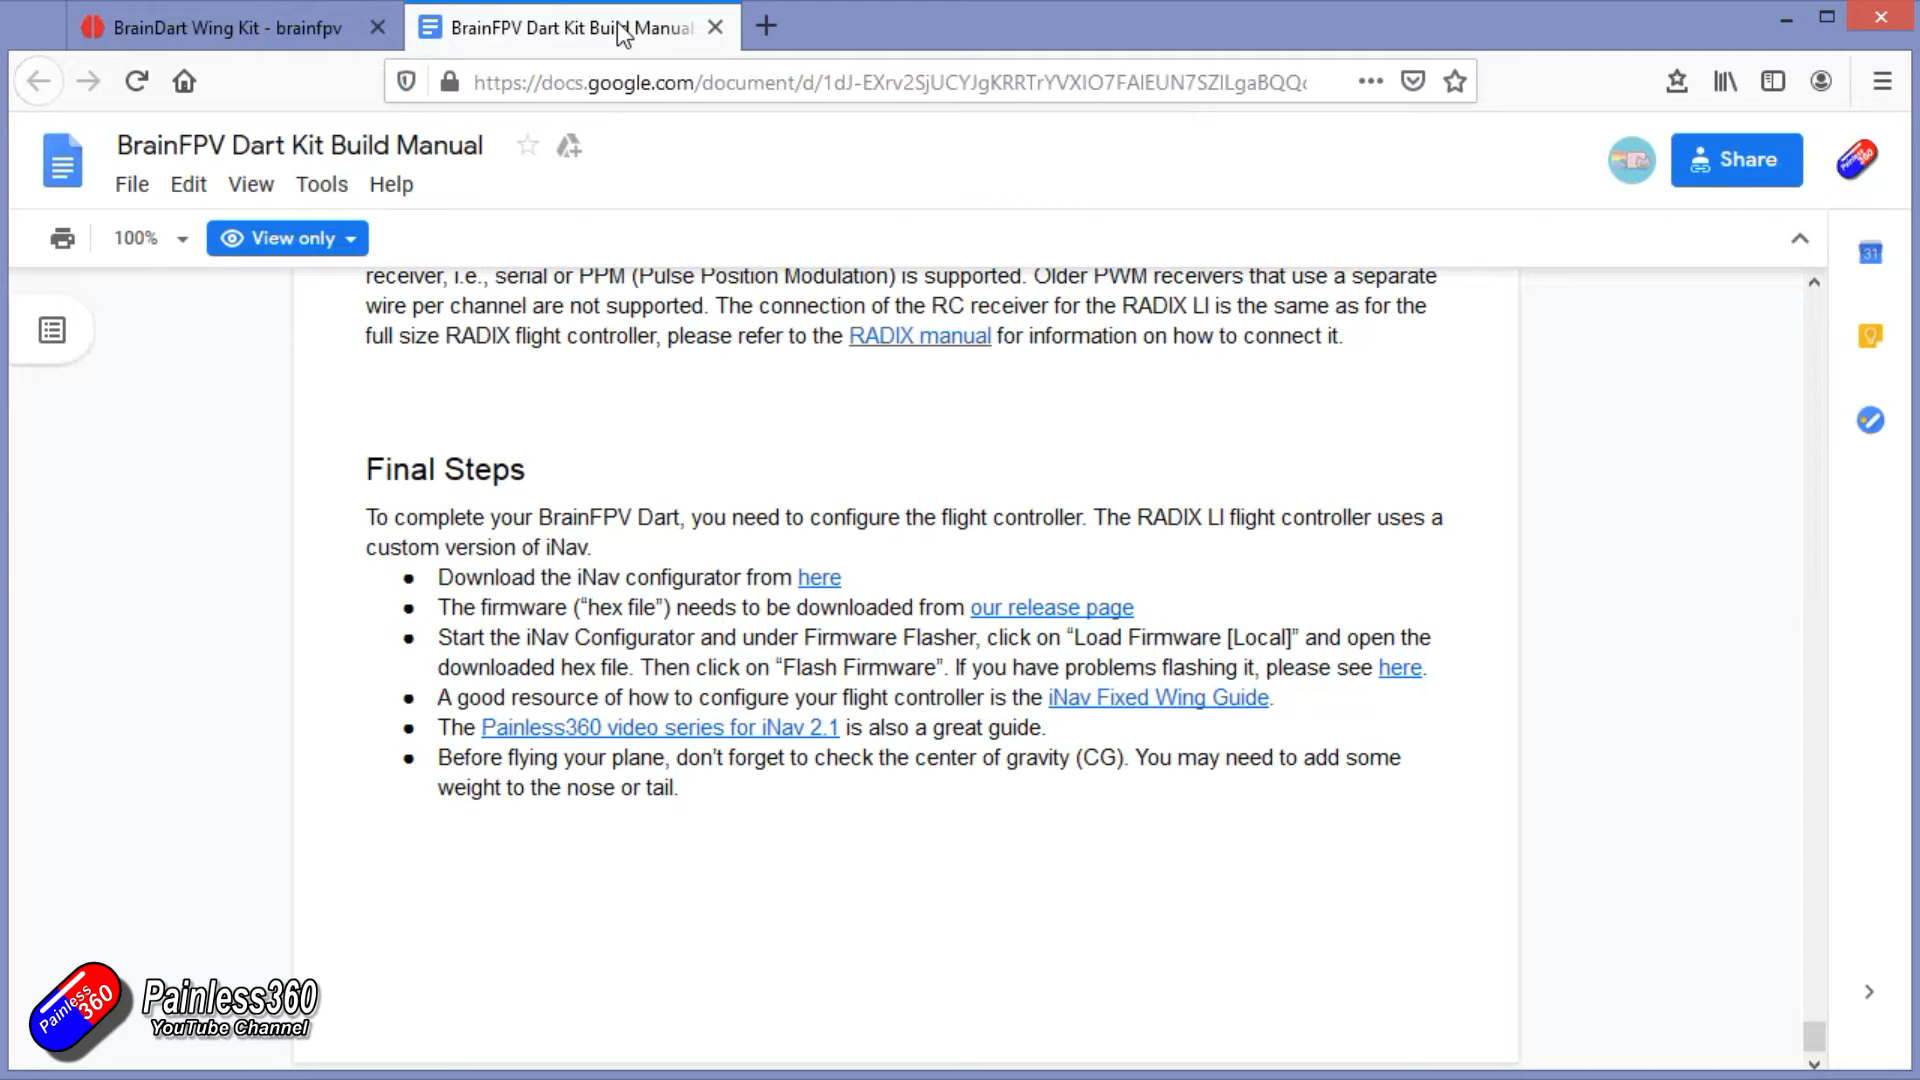 BrainDart Wing Kit - brainfpv
BrainFPV Dart Kit Build Manual
https://docs.google.com/document/d/1dJ-EXrv2SjUCYJgKRRTrYVXIO7FAIEUN7SZILgaBQQc
BrainFPV Dart Kit Build Manual
File Edit View Tools Help
Share
100%
View only
31
receiver, i.e., serial or PPM (Pulse Position Modulation) is supported. Older PWM receivers that use a separate
wire per channel are not supported. The connection of the RC receiver for the RADIX LI is the same as for the
full size RADIX flight controller, please refer to the RADIX manual for information on how to connect it.
Final Steps
To complete your BrainFPV Dart, you need to configure the flight controller. The RADIX LI flight controller uses a
custom version of iNav.
● Download the iNav configurator from here
● The firmware (“hex file”) needs to be downloaded from our release page
● Start the iNav Configurator and under Firmware Flasher, click on “Load Firmware [Local]” and open the
downloaded hex file. Then click on “Flash Firmware”. If you have problems flashing it, please see here.
● A good resource of how to configure your flight controller is the iNav Fixed Wing Guide.
● The Painless360 video series for iNav 2.1 is also a great guide.
● Before flying your plane, don’t forget to check the center of gravity (CG). You may need to add some
weight to the nose or tail.
Painless 360
Painless360
YouTube Channel